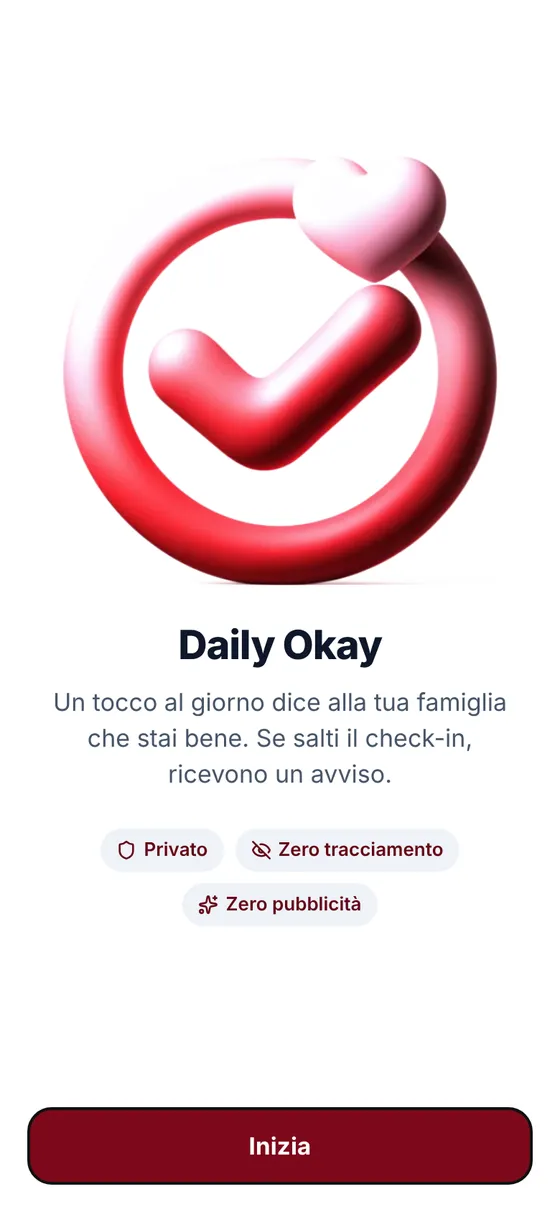 Daily Okay
Un tocco al giorno dice alla tua famiglia
che stai bene. Se salti il check-in,
ricevono un avviso.
Privato
Zero tracciamento
Zero pubblicità
Inizia